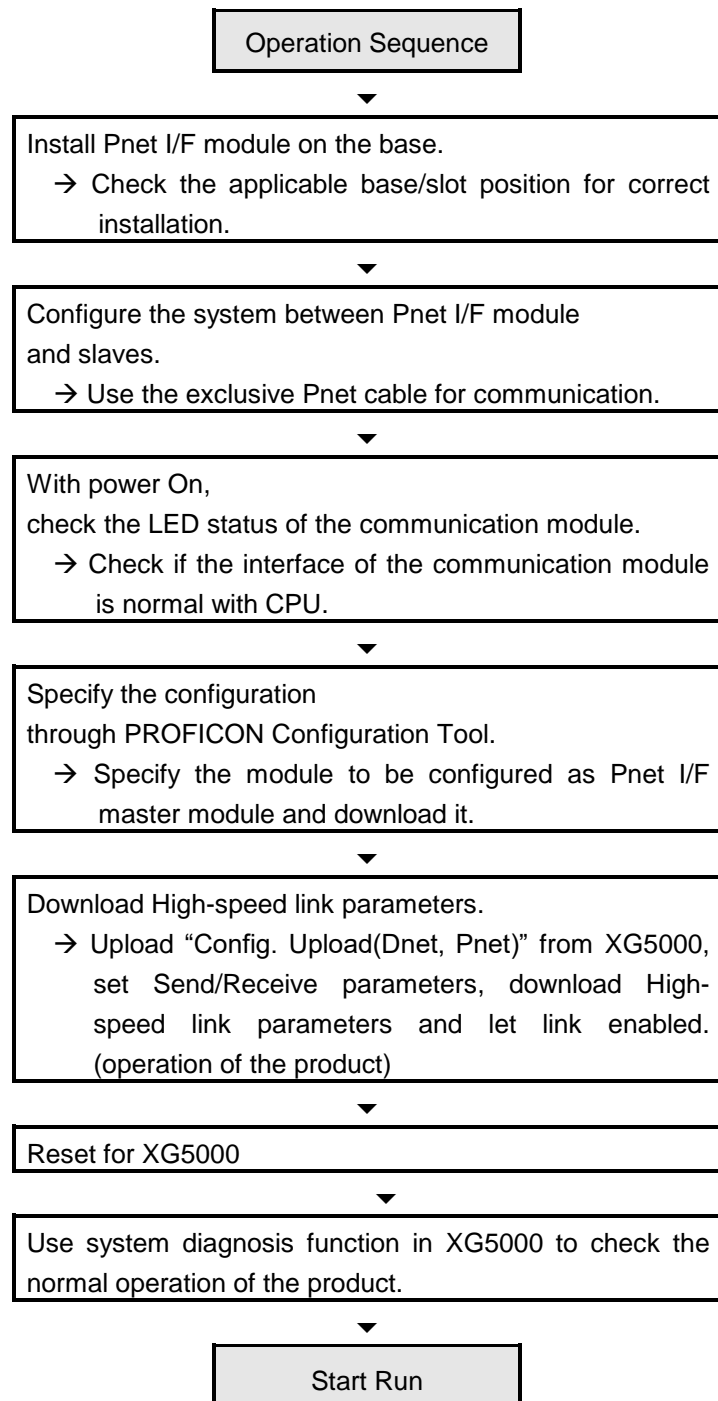 Operation Sequence
Install Pnet I/F module on the base.
→ Check the applicable base/slot position for correct
installation.
Configure the system between Pnet I/F module
and slaves.
→ Use the exclusive Pnet cable for communication.
With power On,
check the LED status of the communication module.
→ Check if the interface of the communication module
is normal with CPU.
Specify the configuration
through PROFICON Configuration Tool.
→ Specify the module to be configured as Pnet I/F
master module and download it.
Download High-speed link parameters.
→ Upload “Config. Upload(Dnet, Pnet)” from XG5000,
set Send/Receive parameters, download High-
speed link parameters and let link enabled.
(operation of the product)
Reset for XG5000
Use system diagnosis function in XG5000 to check the
normal operation of the product.
Start Run